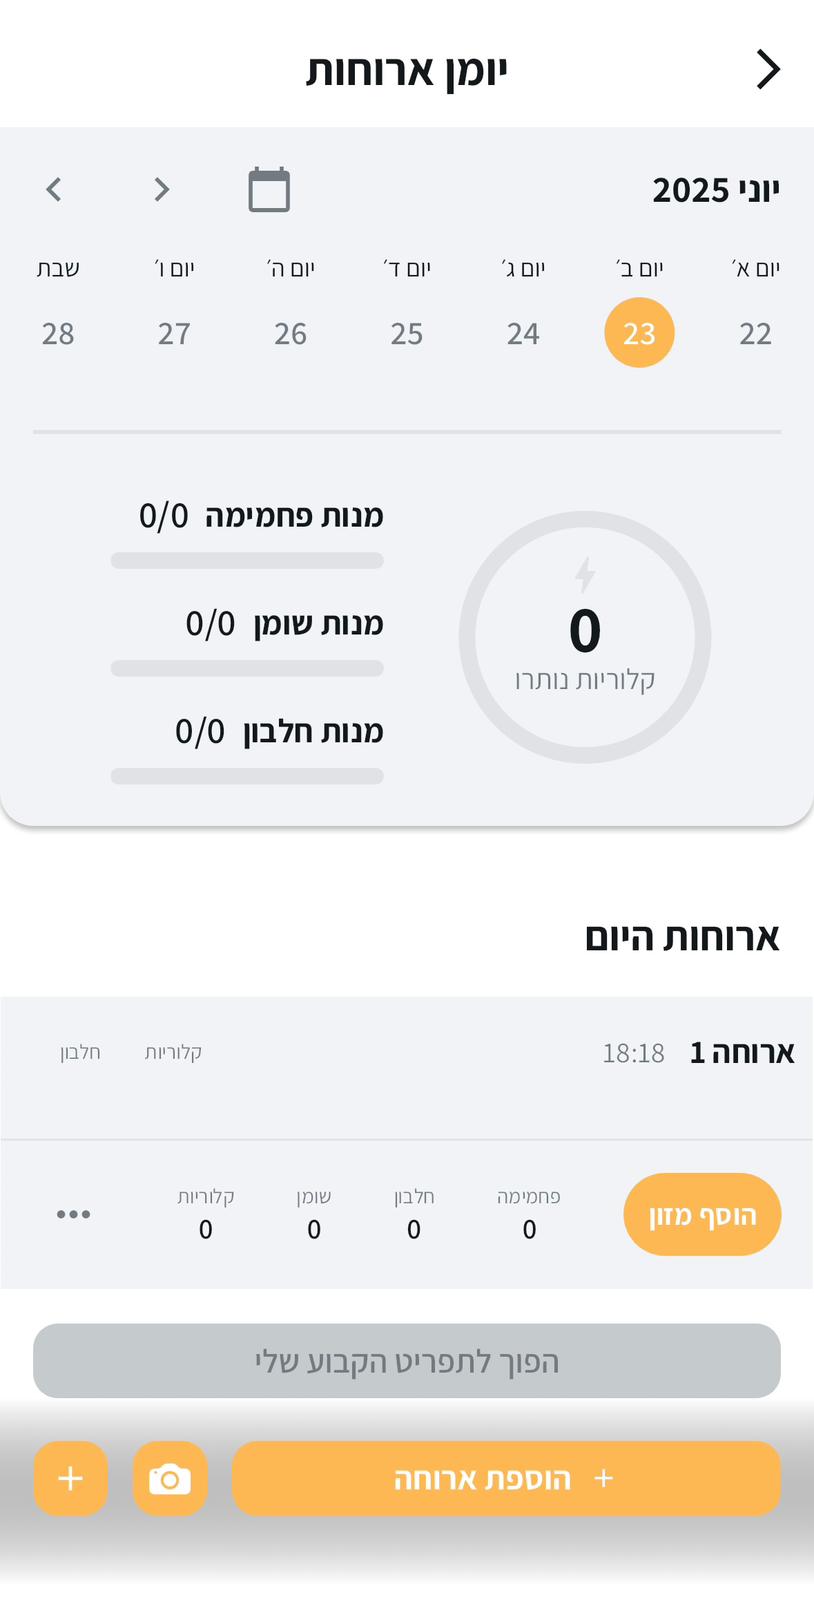 יומן ארוחות
יוני 2025
יום א׳ יום ב׳ יום ג׳ יום ד׳ יום ה׳ יום ו׳ שבת
22 23 24 25 26 27 28
0
קלוריות נותרו
מנות פחמימה 0/0
מנות שומן 0/0
מנות חלבון 0/0
ארוחות היום
ארוחה 1 18:18 קלוריות חלבון
הוסף מזון פחמימה חלבון שומן קלוריות
0 0 0 0
הפוך לתפריט הקבוע שלי
+ הוספת ארוחה